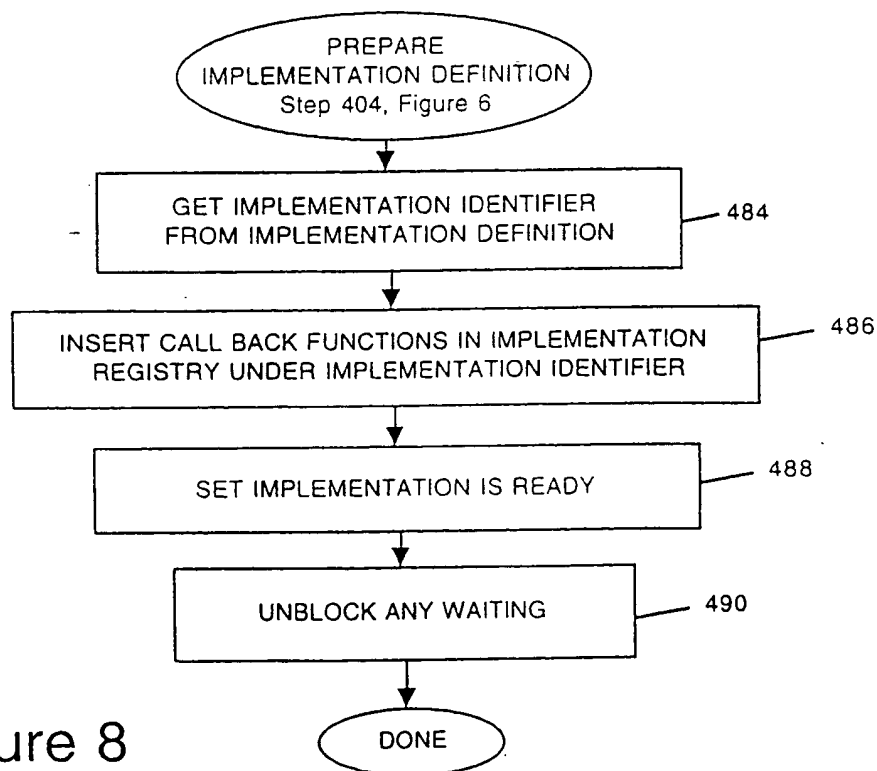 PREPARE
IMPLEMENTATION DEFINITION
Step 404, Figure 6
GET IMPLEMENTATION IDENTIFIER
FROM IMPLEMENTATION DEFINITION
484
INSERT CALL BACK FUNCTIONS IN IMPLEMENTATION
REGISTRY UNDER IMPLEMENTATION IDENTIFIER
486
SET IMPLEMENTATION IS READY
488
UNBLOCK ANY WAITING
490
DONE
ure 8